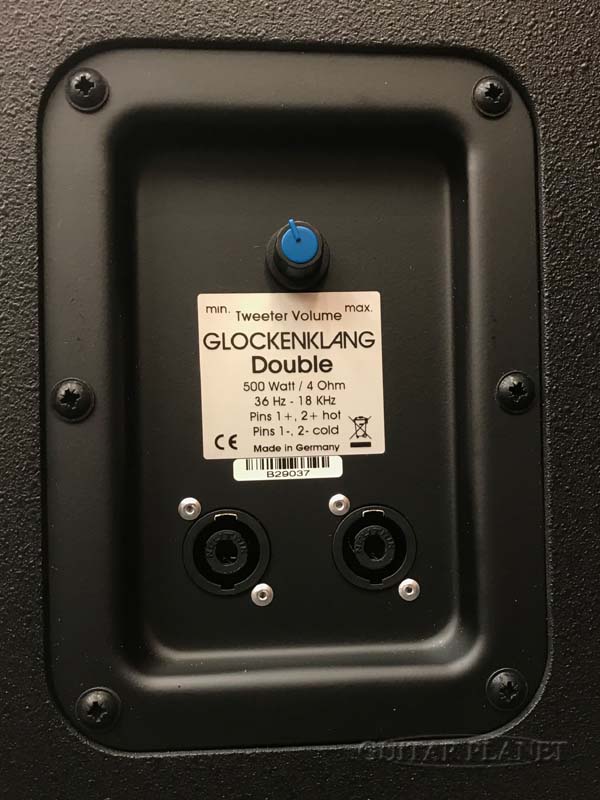 min. Tweeter Volume max.
GLOCKENKLANG
Double
500 Watt / 4 Ohm
36 Hz - 18 KHz
Pins 1+, 2+ hot
Pins 1-, 2- cold
CE Made in Germany
B29037
GUITAR PLANET